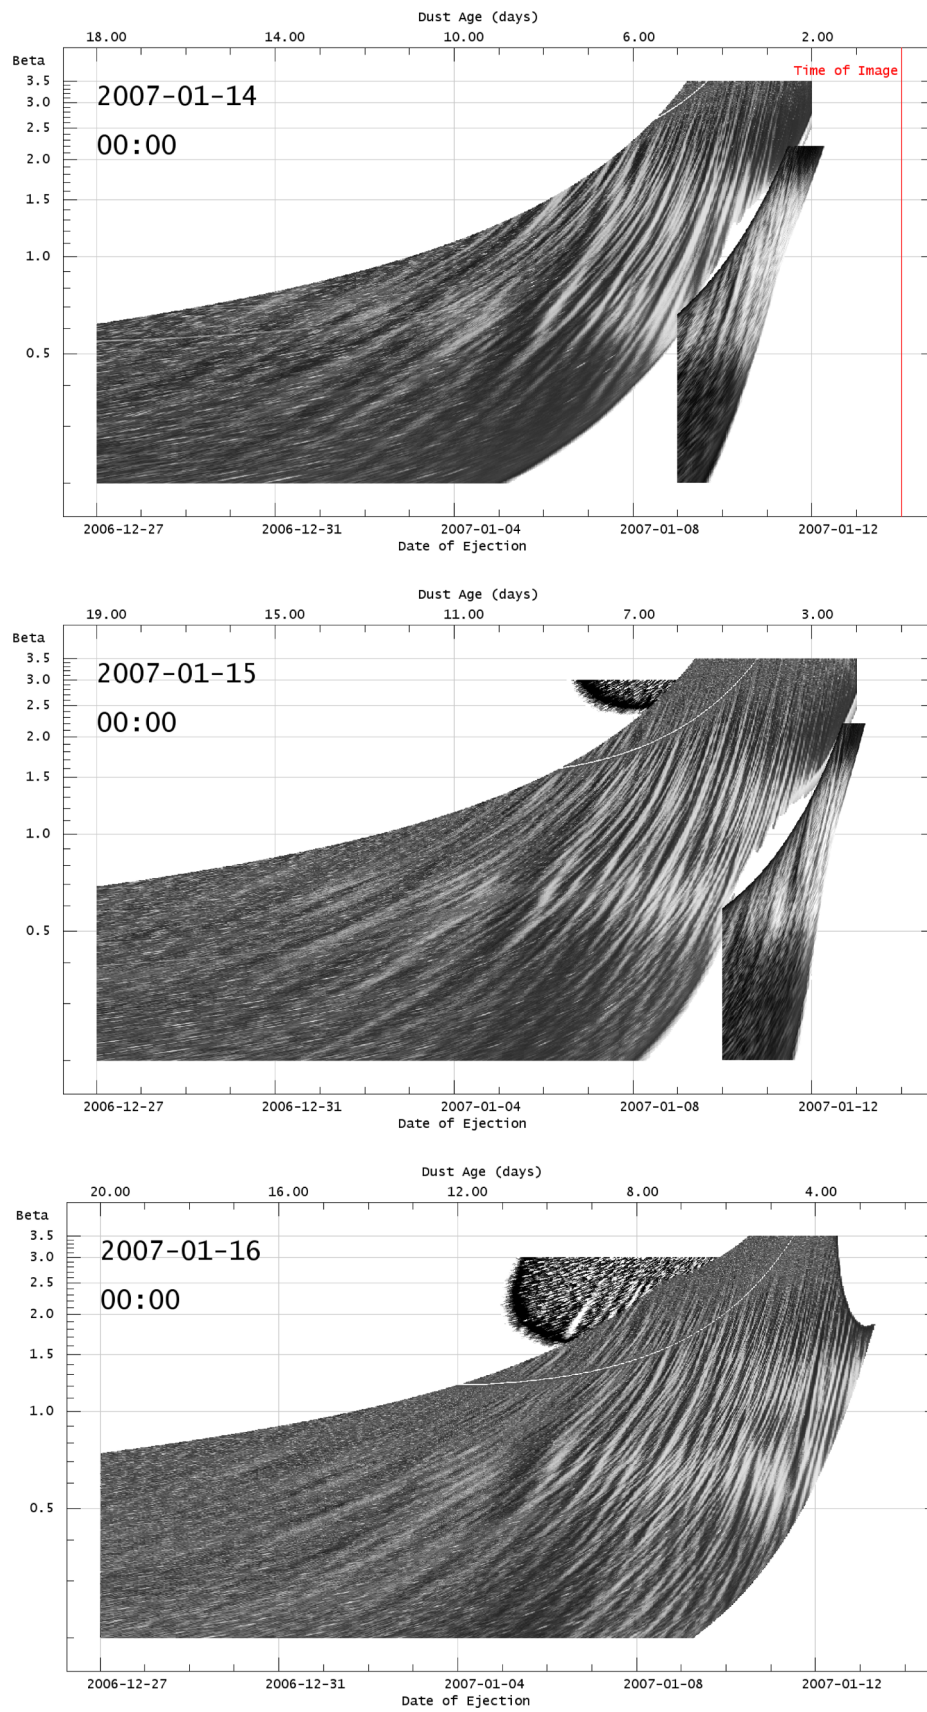 Dust Age (days)
18.00 14.00 10.00 6.00 2.00
Beta
Time of Image
3.5
2007-01-14
3.0
2.5
00:00
2.0
1.5
1.0
0.5
2006-12-27 2006-12-31 2007-01-04 2007-01-08 2007-01-12
Date of Ejection
Dust Age (days)
19.00 15.00 11.00 7.00 3.00
Beta
3.5
2007-01-15
3.0
2.5
00:00
2.0
1.5
1.0
0.5
2006-12-27 2006-12-31 2007-01-04 2007-01-08 2007-01-12
Date of Ejection
Dust Age (days)
20.00 16.00 12.00 8.00 4.00
Beta
3.5
2007-01-16
3.0
2.5
00:00
2.0
1.5
1.0
0.5
2006-12-27 2006-12-31 2007-01-04 2007-01-08 2007-01-12
Date of Ejection